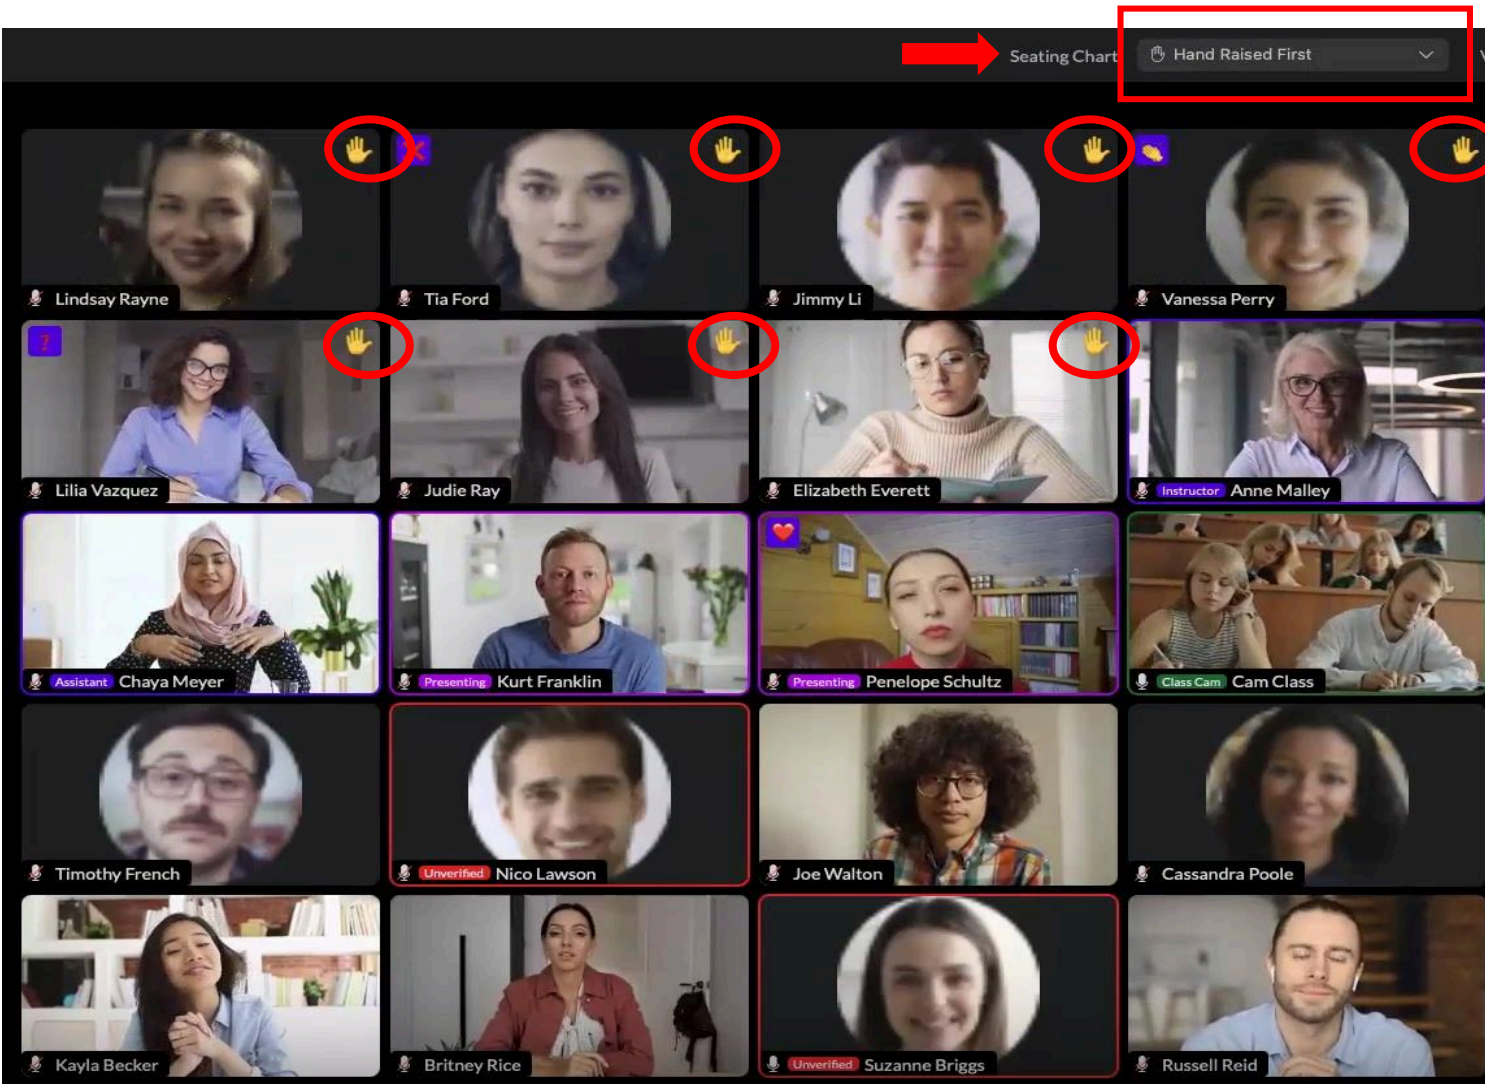 Seating Chart
Hand Raised First
Lindsay Rayne
Tia Ford
Jimmy Li
Vanessa Perry
?
Lilia Vazquez
Judie Ray
Elizabeth Everett
Instructor Anne Malley
Assistant Chaya Meyer
Presenting Kurt Franklin
Presenting Penelope Schultz
Class Cam Cam Class
Timothy French
Unverified Nico Lawson
Joe Walton
Cassandra Poole
Kayla Becker
Britney Rice
Unverified Suzanne Briggs
Russell Reid